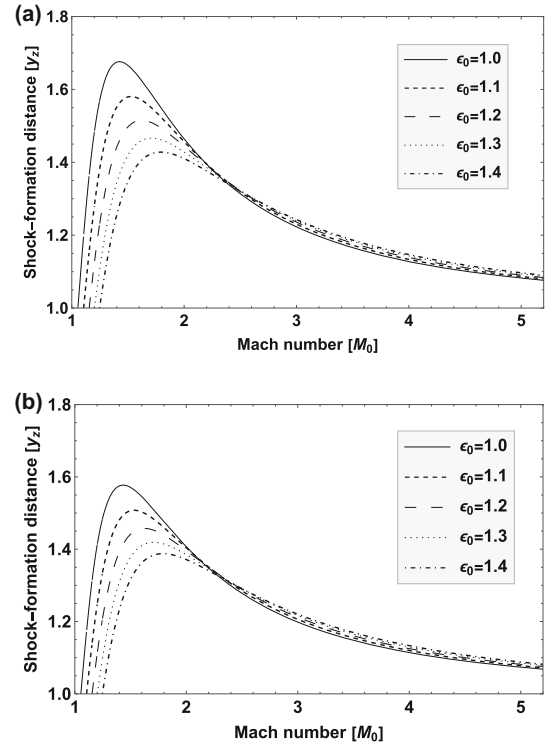 (a)
1.8
1.6
1.4
1.2
1.0
Shock–formation distance [y_z]
ϵ₀=1.0
ϵ₀=1.1
ϵ₀=1.2
ϵ₀=1.3
ϵ₀=1.4
1 2 3 4 5
Mach number [M₀]
(b)
1.8
1.6
1.4
1.2
1.0
Shock–formation distance [y_z]
ϵ₀=1.0
ϵ₀=1.1
ϵ₀=1.2
ϵ₀=1.3
ϵ₀=1.4
1 2 3 4 5
Mach number [M₀]